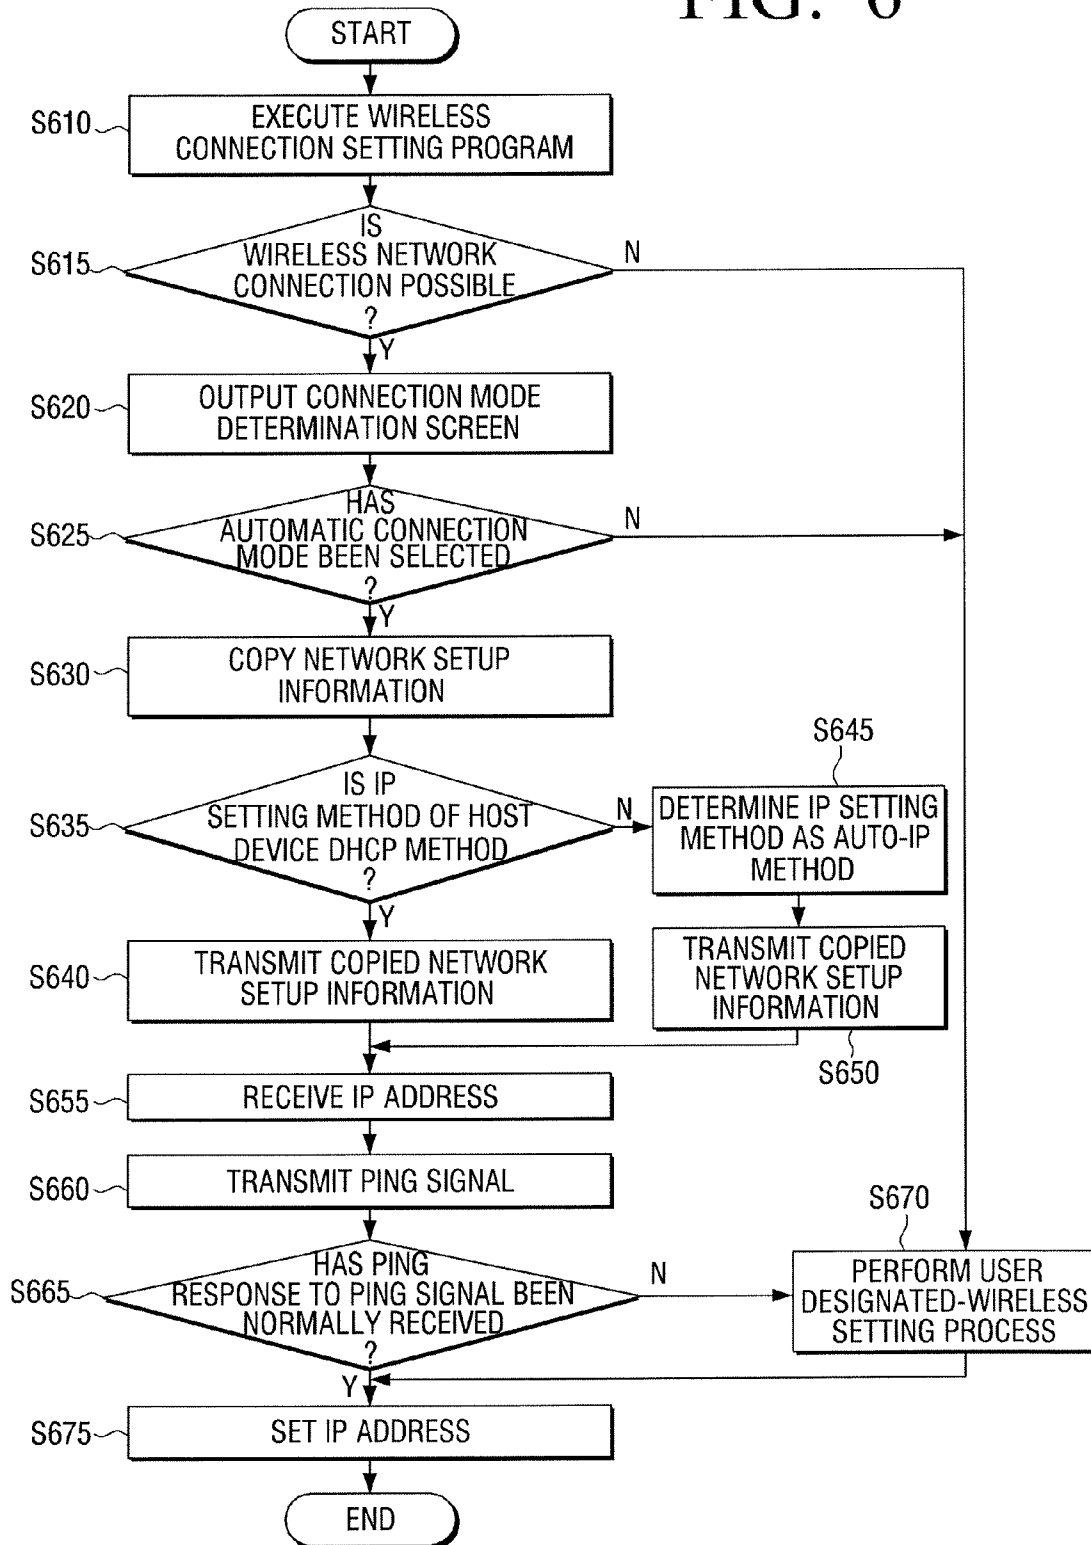 FIG. 6
START
S610
EXECUTE WIRELESS
CONNECTION SETTING PROGRAM
S615
IS
WIRELESS NETWORK
CONNECTION POSSIBLE
?
N
Y
S620
OUTPUT CONNECTION MODE
DETERMINATION SCREEN
S625
HAS
AUTOMATIC CONNECTION
MODE BEEN SELECTED
?
N
Y
S630
COPY NETWORK SETUP
INFORMATION
S635
IS IP
SETTING METHOD OF HOST
DEVICE DHCP METHOD
?
N
Y
S645
DETERMINE IP SETTING
METHOD AS AUTO-IP
METHOD
S640
TRANSMIT COPIED NETWORK
SETUP INFORMATION
TRANSMIT COPIED
NETWORK SETUP
INFORMATION
S650
S655
RECEIVE IP ADDRESS
S660
TRANSMIT PING SIGNAL
S665
HAS PING
RESPONSE TO PING SIGNAL BEEN
NORMALLY RECEIVED
?
N
Y
S670
PERFORM USER
DESIGNATED-WIRELESS
SETTING PROCESS
S675
SET IP ADDRESS
END